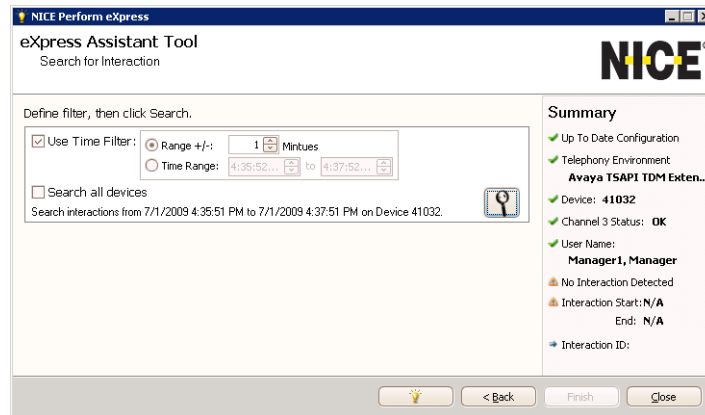 NICE Perform eXpress
eXpress Assistant Tool
Search for Interaction
NICE®
Define filter, then click Search.
Use Time Filter:
Range +/-: 1 Mintues
Time Range: 4:35:52... to 4:37:52...
Search all devices
Search interactions from 7/1/2009 4:35:51 PM to 7/1/2009 4:37:51 PM on Device 41032.
Summary
Up To Date Configuration
Telephony Environment
Avaya TSAPI TDM Exten..
Device: 41032
Channel 3 Status: OK
User Name:
Manager1, Manager
No Interaction Detected
Interaction Start: N/A
End: N/A
Interaction ID:
< Back
Finish
Close